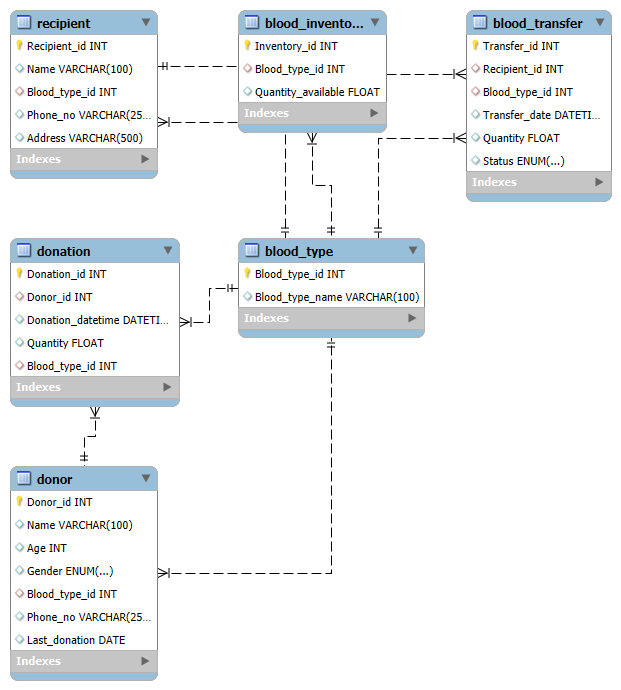 recipient
Recipient_id INT
Name VARCHAR(100)
Blood_type_id INT
Phone_no VARCHAR(25...
Address VARCHAR(500)
Indexes
blood_invento...
Inventory_id INT
Blood_type_id INT
Quantity_available FLOAT
Indexes
blood_transfer
Transfer_id INT
Recipient_id INT
Blood_type_id INT
Transfer_date DATETI...
Quantity FLOAT
Status ENUM(...)
Indexes
donation
Donation_id INT
Donor_id INT
Donation_datetime DATETI...
Quantity FLOAT
Blood_type_id INT
Indexes
blood_type
Blood_type_id INT
Blood_type_name VARCHAR(100)
Indexes
donor
Donor_id INT
Name VARCHAR(100)
Age INT
Gender ENUM(...)
Blood_type_id INT
Phone_no VARCHAR(25...
Last_donation DATE
Indexes